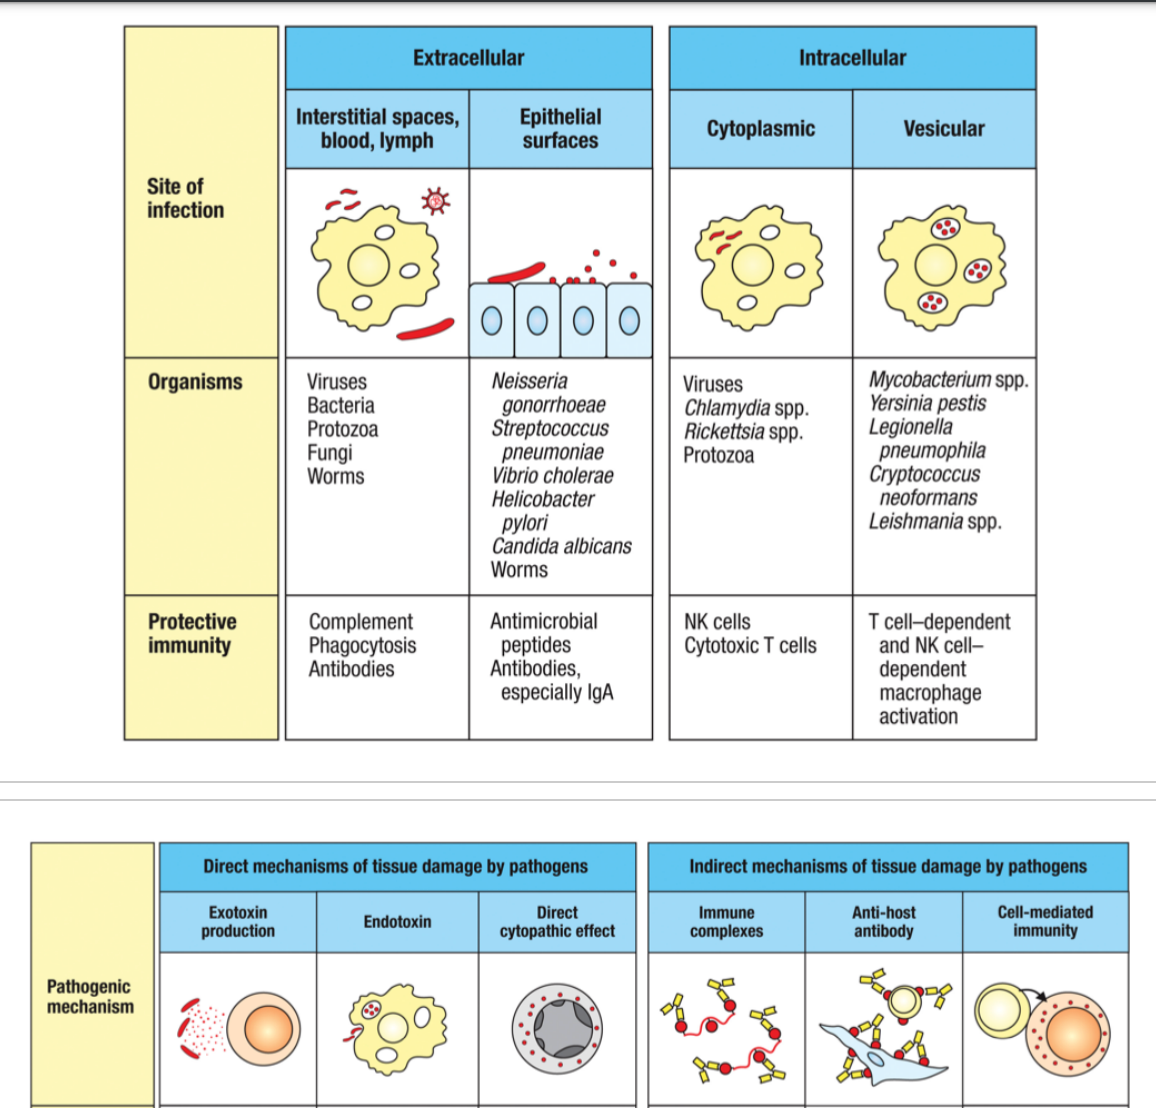 Extracellular
Intracellular
Interstitial spaces,
blood, lymph
Epithelial
surfaces
Cytoplasmic
Vesicular
Site of
infection
Organisms
Viruses
Bacteria
Protozoa
Fungi
Worms
Neisseria
gonorrhoeae
Streptococcus
pneumoniae
Vibrio cholerae
Helicobacter
pylori
Candida albicans
Worms
Viruses
Chlamydia spp.
Rickettsia spp.
Protozoa
Mycobacterium spp.
Yersinia pestis
Legionella
pneumophila
Cryptococcus
neoformans
Leishmania spp.
Protective
immunity
Complement
Phagocytosis
Antibodies
Antimicrobial
peptides
Antibodies,
especially IgA
NK cells
Cytotoxic T cells
T cell–dependent
and NK cell–
dependent
macrophage
activation
Direct mechanisms of tissue damage by pathogens
Indirect mechanisms of tissue damage by pathogens
Exotoxin
production
Endotoxin
Direct
cytopathic effect
Immune
complexes
Anti-host
antibody
Cell-mediated
immunity
Pathogenic
mechanism